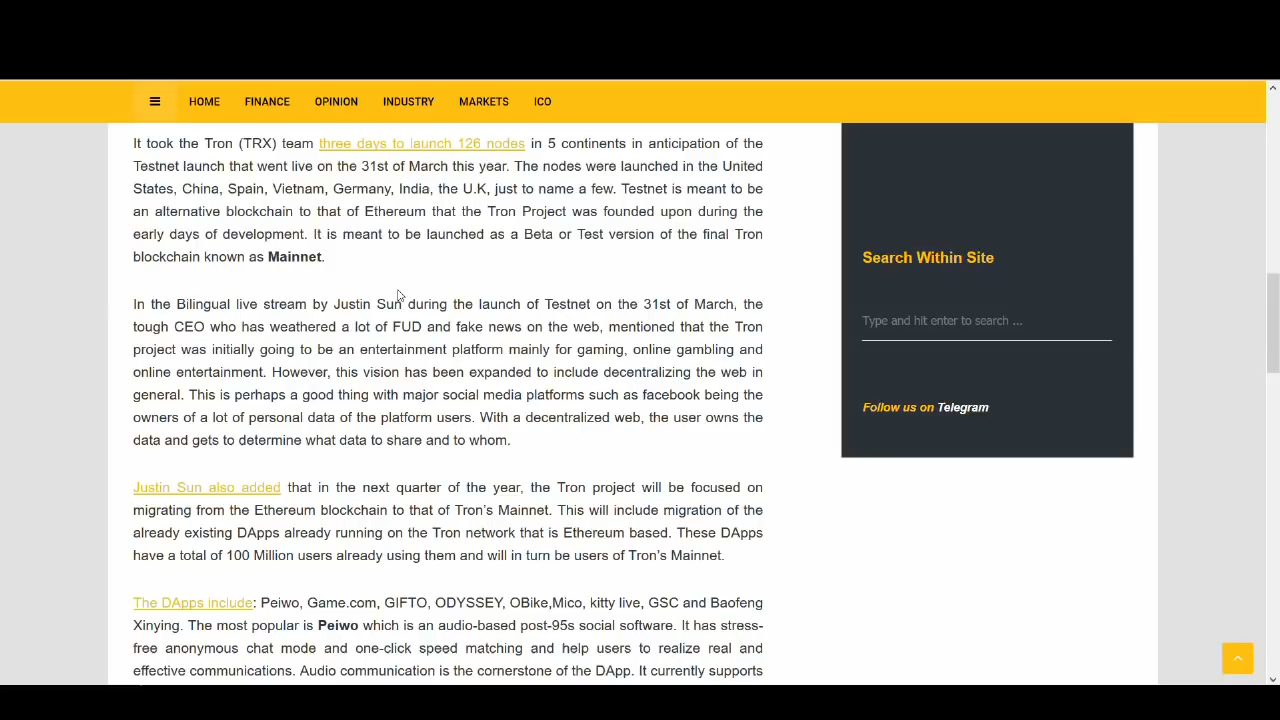 HOME FINANCE OPINION INDUSTRY MARKETS ICO
It took the Tron (TRX) team three days to launch 126 nodes in 5 continents in anticipation of the
Testnet launch that went live on the 31st of March this year. The nodes were launched in the United
States, China, Spain, Vietnam, Germany, India, the U.K, just to name a few. Testnet is meant to be
an alternative blockchain to that of Ethereum that the Tron Project was founded upon during the
early days of development. It is meant to be launched as a Beta or Test version of the final Tron
blockchain known as Mainnet.
In the Bilingual live stream by Justin Sun during the launch of Testnet on the 31st of March, the
tough CEO who has weathered a lot of FUD and fake news on the web, mentioned that the Tron
project was initially going to be an entertainment platform mainly for gaming, online gambling and
online entertainment. However, this vision has been expanded to include decentralizing the web in
general. This is perhaps a good thing with major social media platforms such as facebook being the
owners of a lot of personal data of the platform users. With a decentralized web, the user owns the
data and gets to determine what data to share and to whom.
Justin Sun also added that in the next quarter of the year, the Tron project will be focused on
migrating from the Ethereum blockchain to that of Tron's Mainnet. This will include migration of the
already existing DApps already running on the Tron network that is Ethereum based. These DApps
have a total of 100 Million users already using them and will in turn be users of Tron's Mainnet.
The DApps include: Peiwo, Game.com, GIFTO, ODYSSEY, OBike,Mico, kitty live, GSC and Baofeng
Xinying. The most popular is Peiwo which is an audio-based post-95s social software. It has stress-
free anonymous chat mode and one-click speed matching and help users to realize real and
effective communications. Audio communication is the cornerstone of the DApp. It currently supports
Search Within Site
Type and hit enter to search ...
Follow us on Telegram